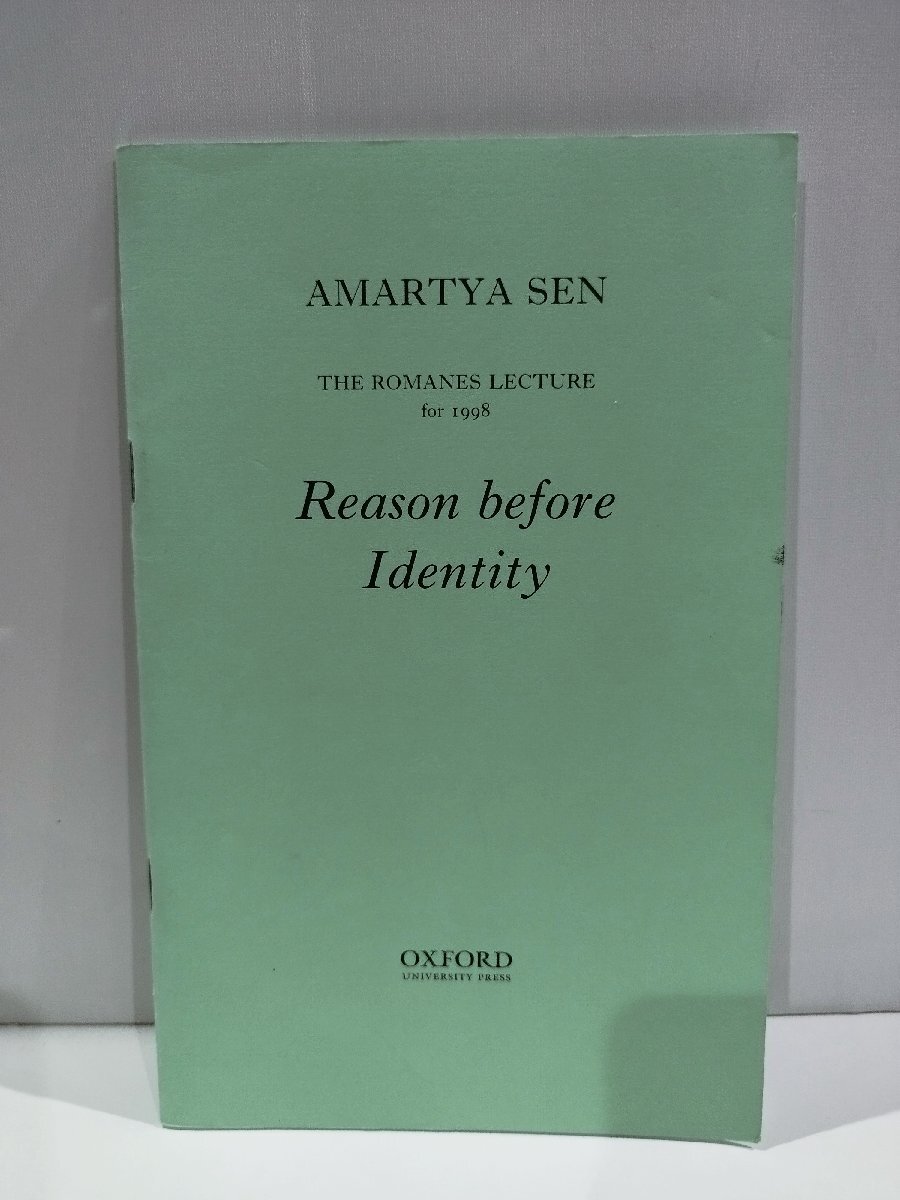 AMARTYA SEN
THE ROMANES LECTURE
for 1998
Reason before
Identity
OXFORD
UNIVERSITY PRESS